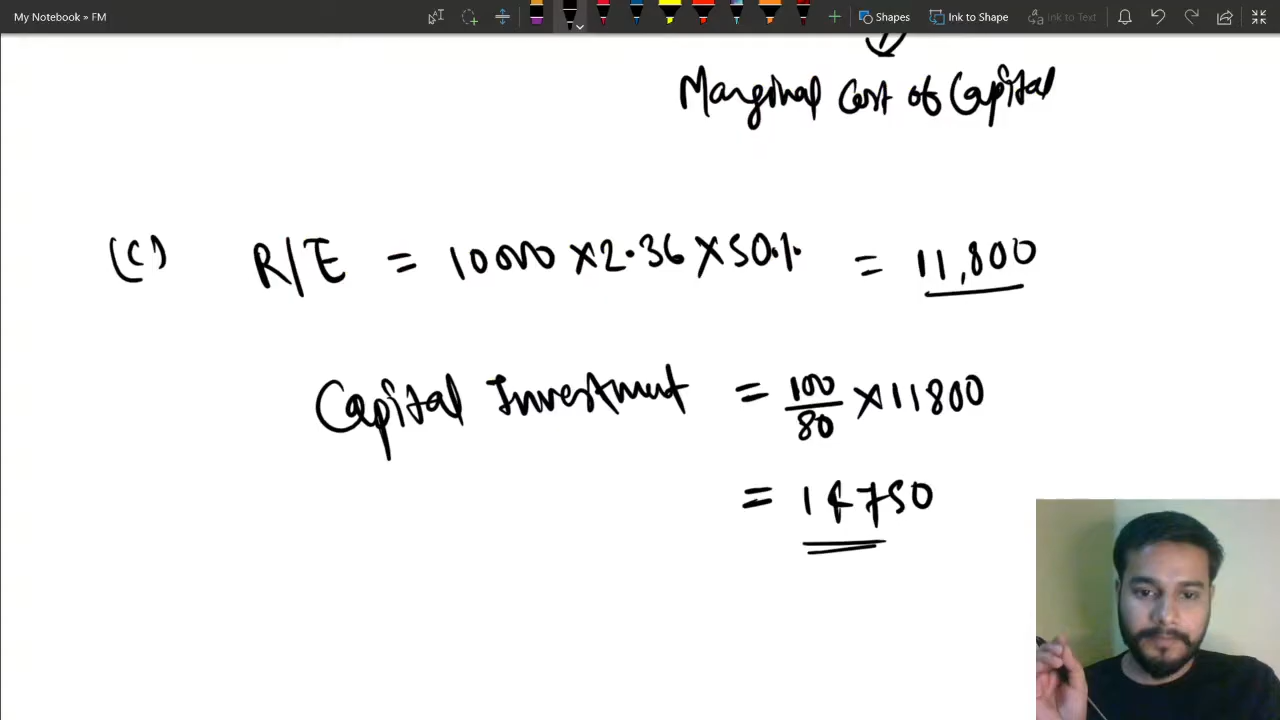 My Notebook » FM
Shapes
Ink to Shape
Ink to Text
Marginal Cost of Capital
(C) R/E = 10000 × 2.36 × 50% = 11,800
Capital Investment = 100/80 × 11800
= 14750